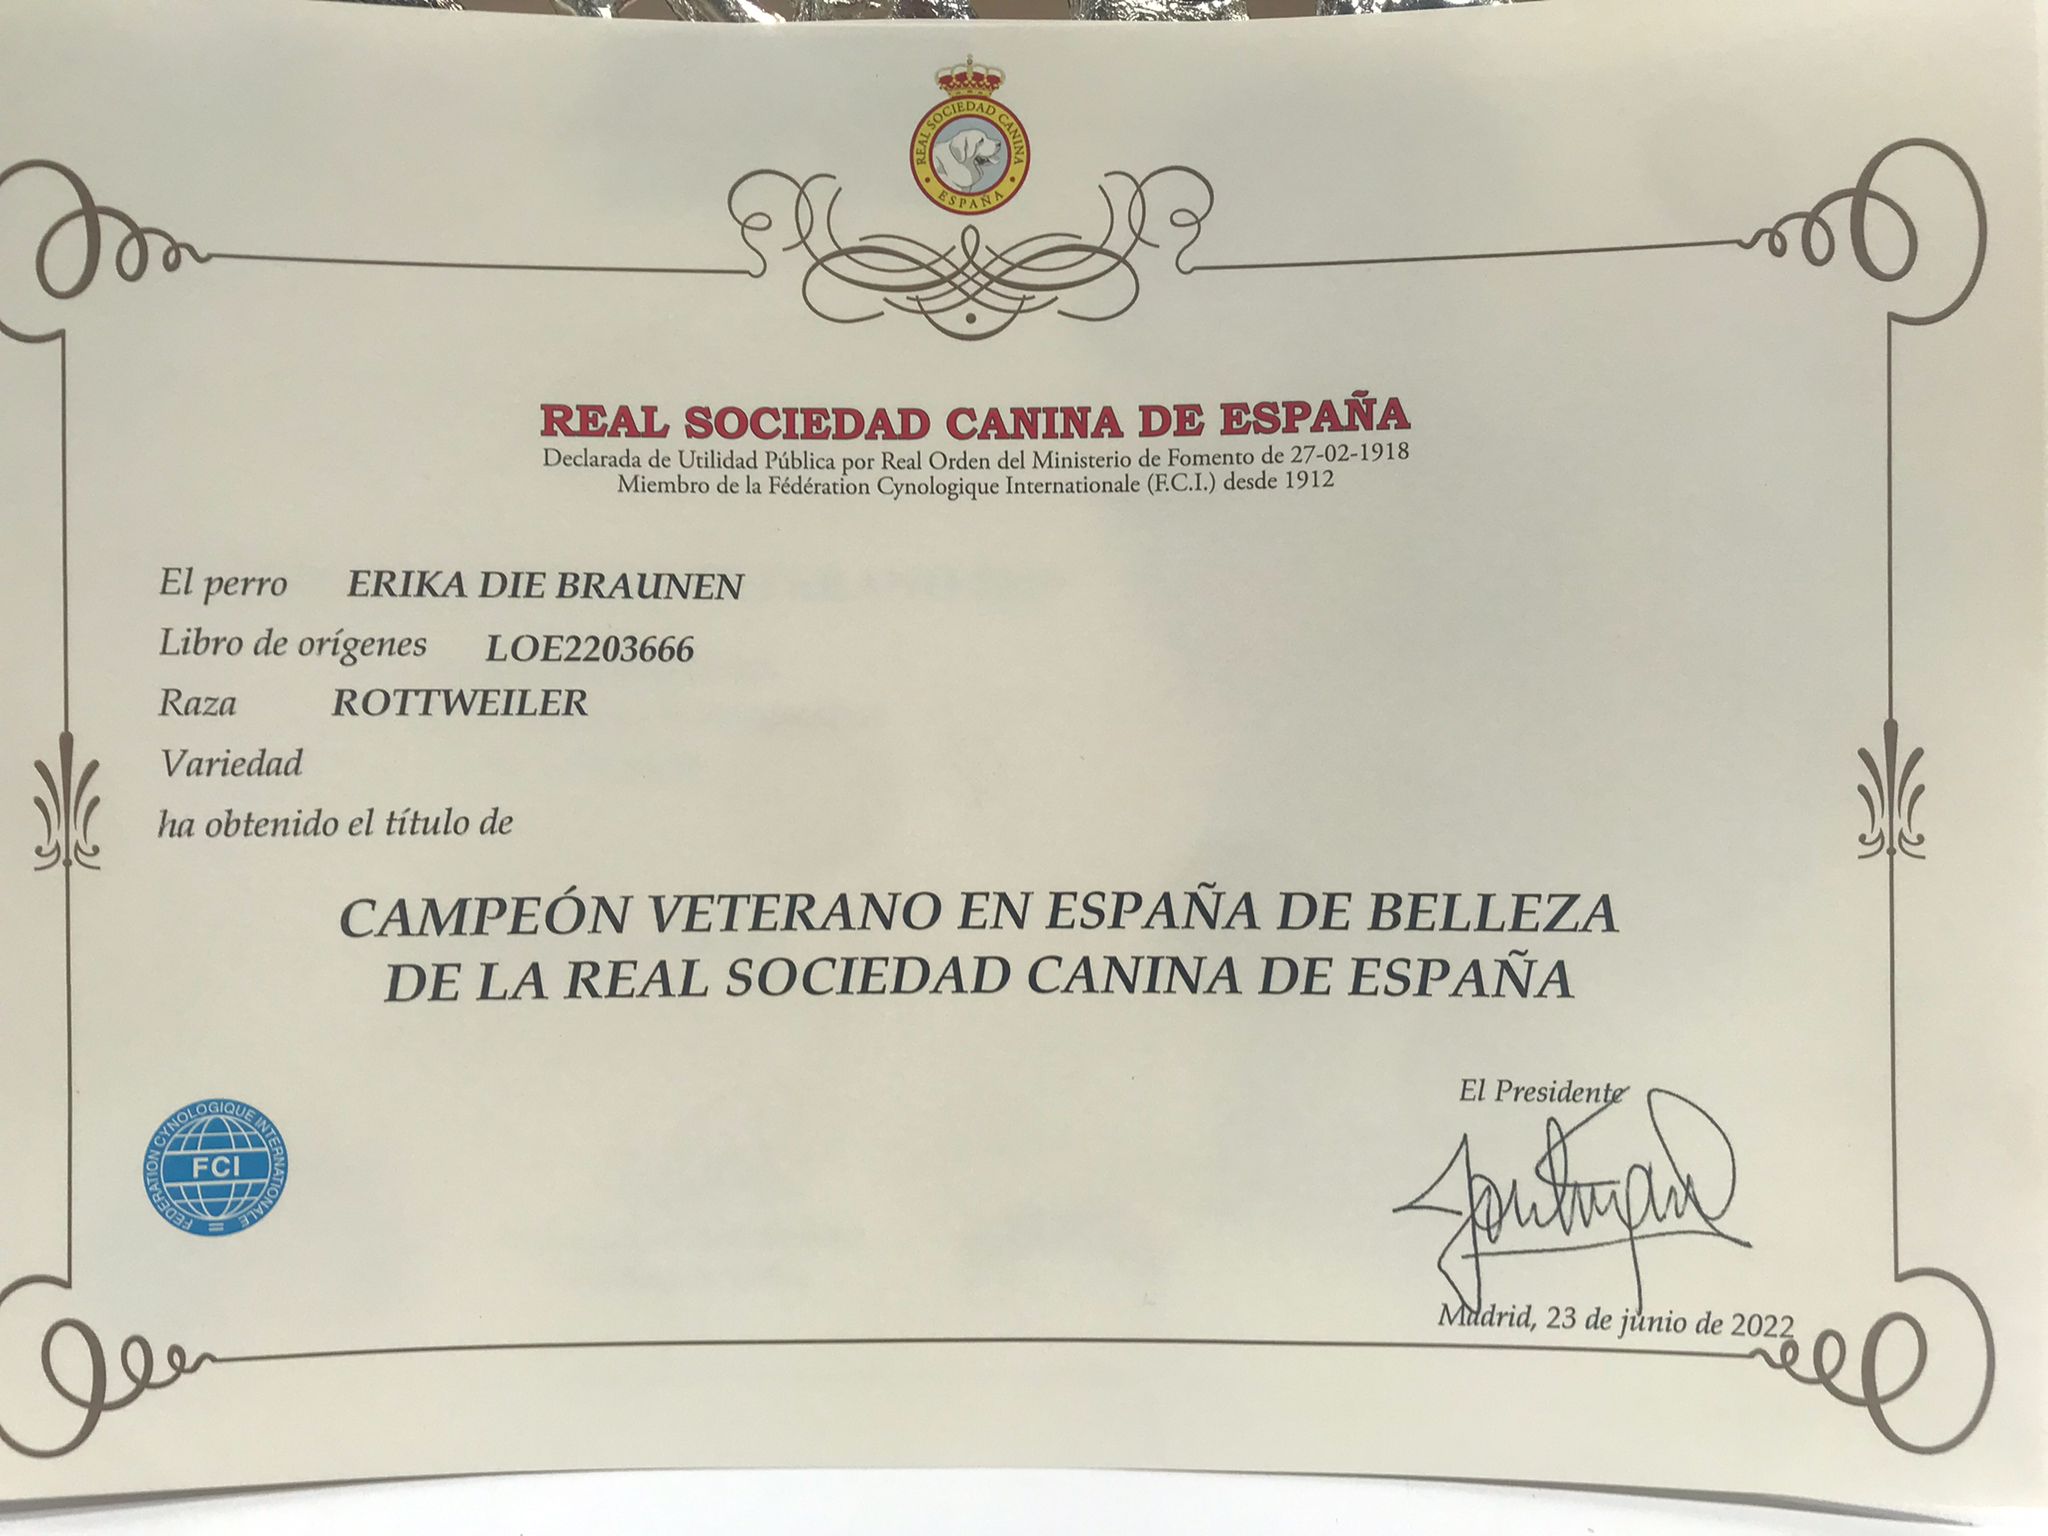 REAL SOCIEDAD CANINA
ESPAÑA
REAL SOCIEDAD CANINA DE ESPAÑA
Declarada de Utilidad Pública por Real Orden del Ministerio de Fomento de 27-02-1918
Miembro de la Fédération Cynologique Internationale (F.C.I.) desde 1912
El perro ERIKA DIE BRAUNEN
Libro de orígenes LOE2203666
Raza ROTTWEILER
Variedad
ha obtenido el título de
CAMPEÓN VETERANO EN ESPAÑA DE BELLEZA
DE LA REAL SOCIEDAD CANINA DE ESPAÑA
El Presidente
FEDERATION CYNOLOGIQUE INTERNATIONALE
FCI
Madrid, 23 de junio de 2022